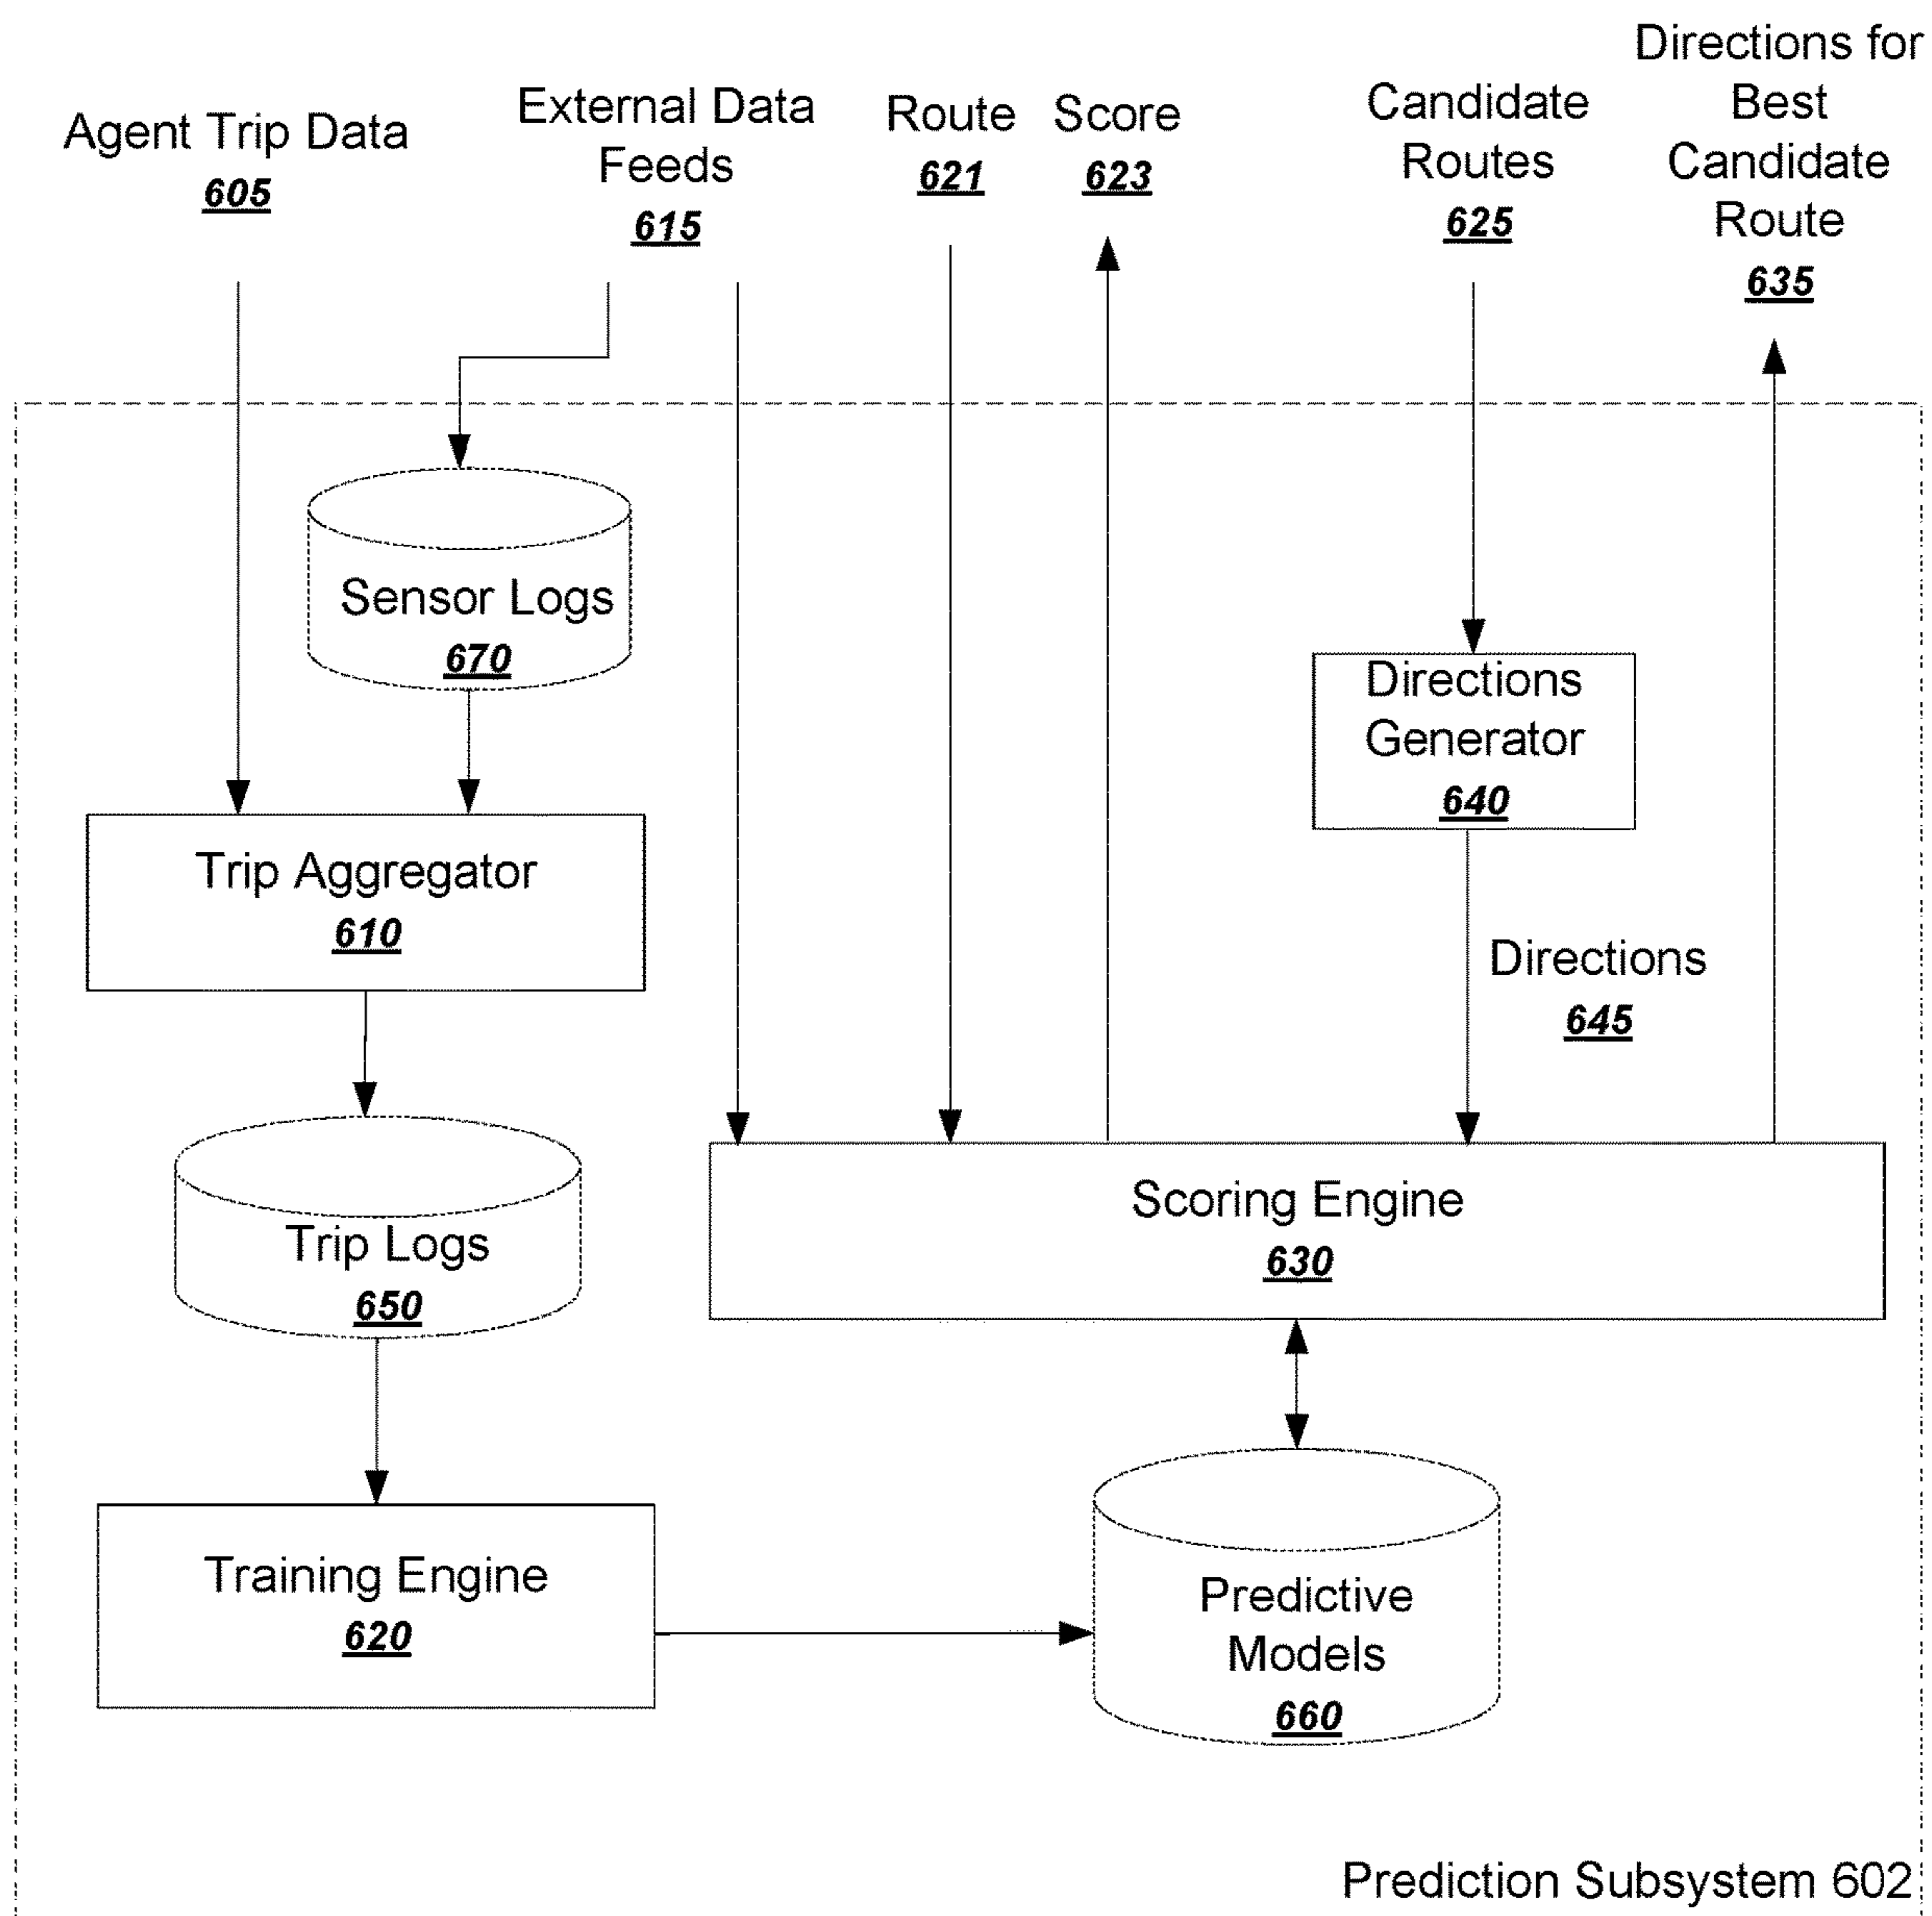 Agent Trip Data
605
External Data
Feeds
615
Route
621
Score
623
Candidate
Routes
625
Directions for
Best
Candidate
Route
635
Sensor Logs
670
Directions
Generator
640
Trip Aggregator
610
Directions
645
Scoring Engine
630
Trip Logs
650
Training Engine
620
Predictive
Models
660
Prediction Subsystem 602